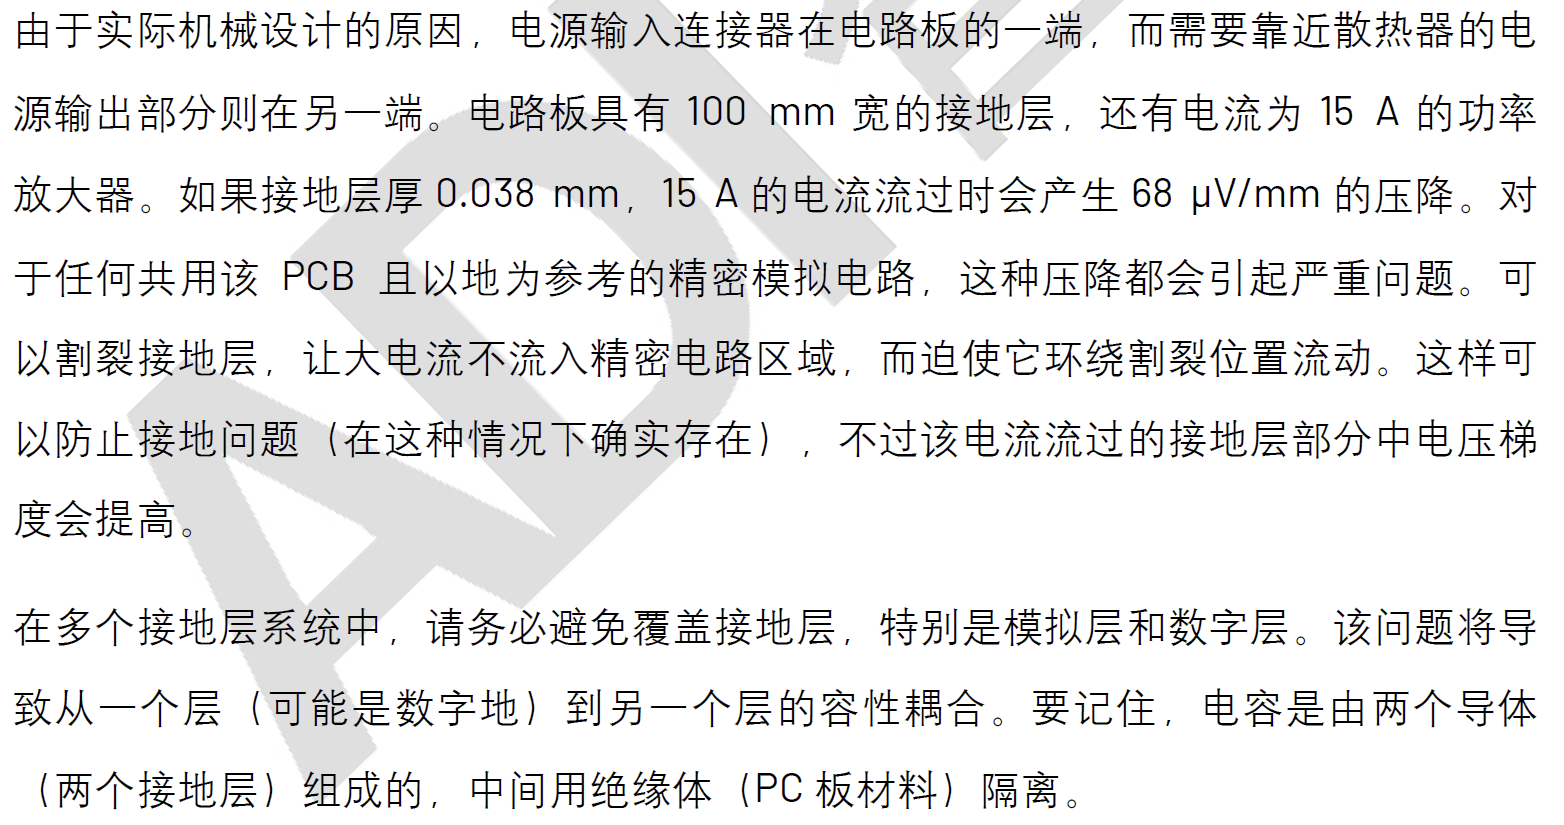 由于实际机械设计的原因，电源输入连接器在电路板的一端，而需要靠近散热器的电
源输出部分则在另一端。电路板具有 100 mm 宽的接地层，还有电流为 15 A 的功率
放大器。如果接地层厚 0.038 mm，15 A 的电流流过时会产生 68 μV/mm 的压降。对
于任何共用该 PCB 且以地为参考的精密模拟电路，这种压降都会引起严重问题。可
以割裂接地层，让大电流不流入精密电路区域，而迫使它环绕割裂位置流动。这样可
以防止接地问题（在这种情况下确实存在），不过该电流流过的接地层部分中电压梯
度会提高。
在多个接地层系统中，请务必避免覆盖接地层，特别是模拟层和数字层。该问题将导
致从一个层（可能是数字地）到另一个层的容性耦合。要记住，电容是由两个导体
（两个接地层）组成的，中间用绝缘体（PC 板材料）隔离。